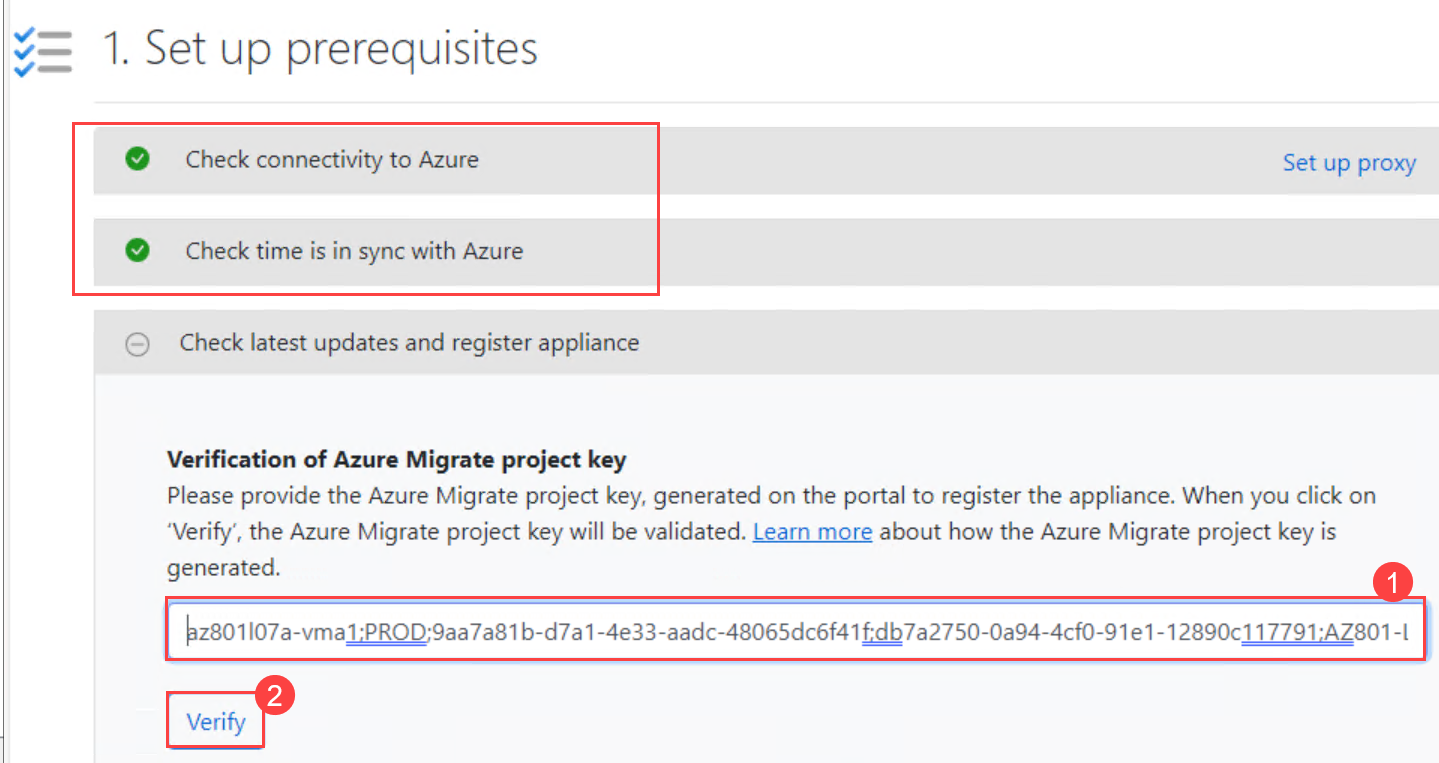 1. Set up prerequisites
Check connectivity to Azure
Set up proxy
Check time is in sync with Azure
Check latest updates and register appliance
Verification of Azure Migrate project key
Please provide the Azure Migrate project key, generated on the portal to register the appliance. When you click on
‘Verify’, the Azure Migrate project key will be validated. Learn more about how the Azure Migrate project key is
generated.
1
az801l07a-vma1;PROD;9aa7a81b-d7a1-4e33-aadc-48065dc6f41f;db7a2750-0a94-4cf0-91e1-12890c117791;AZ801-L
2
Verify